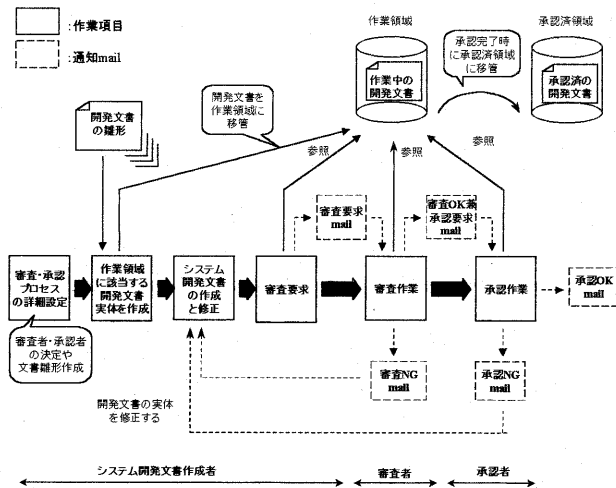 :作業項目
:通知mail
作業領域
承認済領域
作業中の
開発文書
承認完了時
に承認済領域
に移管
承認済の
開発文書
開発文書を
作業領域に
移管
開発文書
の雛形
参照
参照
参照
審査要求
mail
審査OK兼
承認要求
mail
審査・承認
プロセス
の詳細設定
作業領域
に該当する
開発文書
実体を作成
システム
開発文書
の作成
と修正
審査要求
審査作業
承認作業
承認OK
mail
審査者・承認者
の決定や
文書雛形作成
審査NG
mail
承認NG
mail
開発文書の実体
を修正する
システム開発文書作成者
審査者
承認者